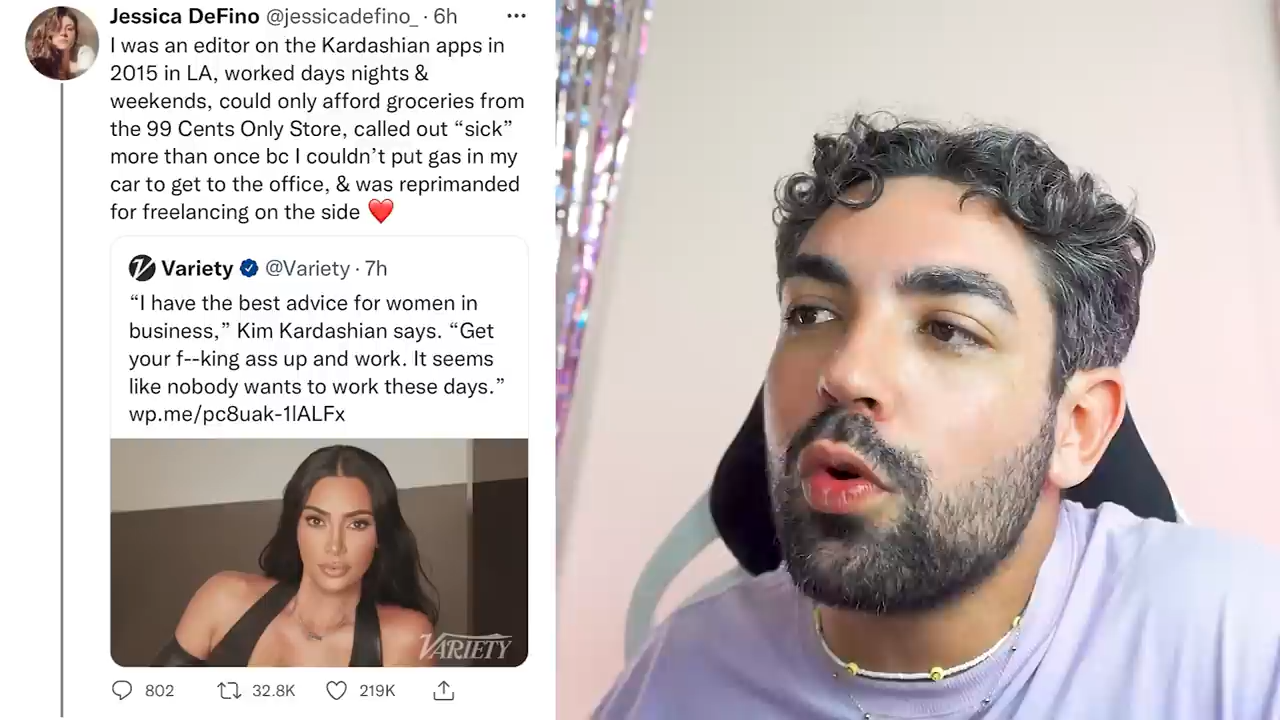 Jessica DeFino @jessicadefino_ · 6h
I was an editor on the Kardashian apps in
2015 in LA, worked days nights &
weekends, could only afford groceries from
the 99 Cents Only Store, called out “sick”
more than once bc I couldn’t put gas in my
car to get to the office, & was reprimanded
for freelancing on the side ❤️
Variety @Variety · 7h
“I have the best advice for women in
business,” Kim Kardashian says. “Get
your f--king ass up and work. It seems
like nobody wants to work these days.”
wp.me/pc8uak-1lALFx
VARIETY
802 32.8K 219K